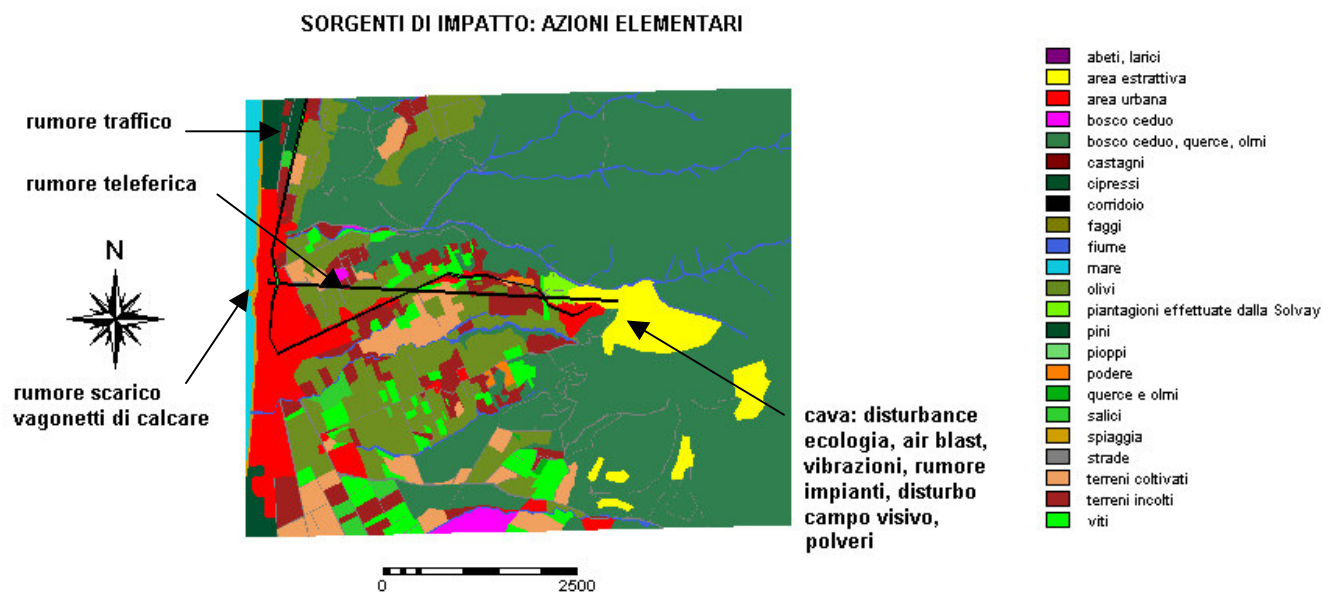 SORGENTI DI IMPATTO: AZIONI ELEMENTARI
rumore traffico
rumore teleferica
N
rumore scarico
vagonetti di calcare
cava: disturbance
ecologia, air blast,
vibrazioni, rumore
impianti, disturbo
campo visivo,
polveri
0 2500
abeti, larici
area estrattiva
area urbana
bosco ceduo
bosco ceduo, querce, olmi
castagni
cipressi
corridoio
faggi
fiume
mare
olivi
piantagioni effettuate dalla Solvay
pini
pioppi
podere
querce e olmi
salici
spiaggia
strade
terreni coltivati
terreni incolti
viti